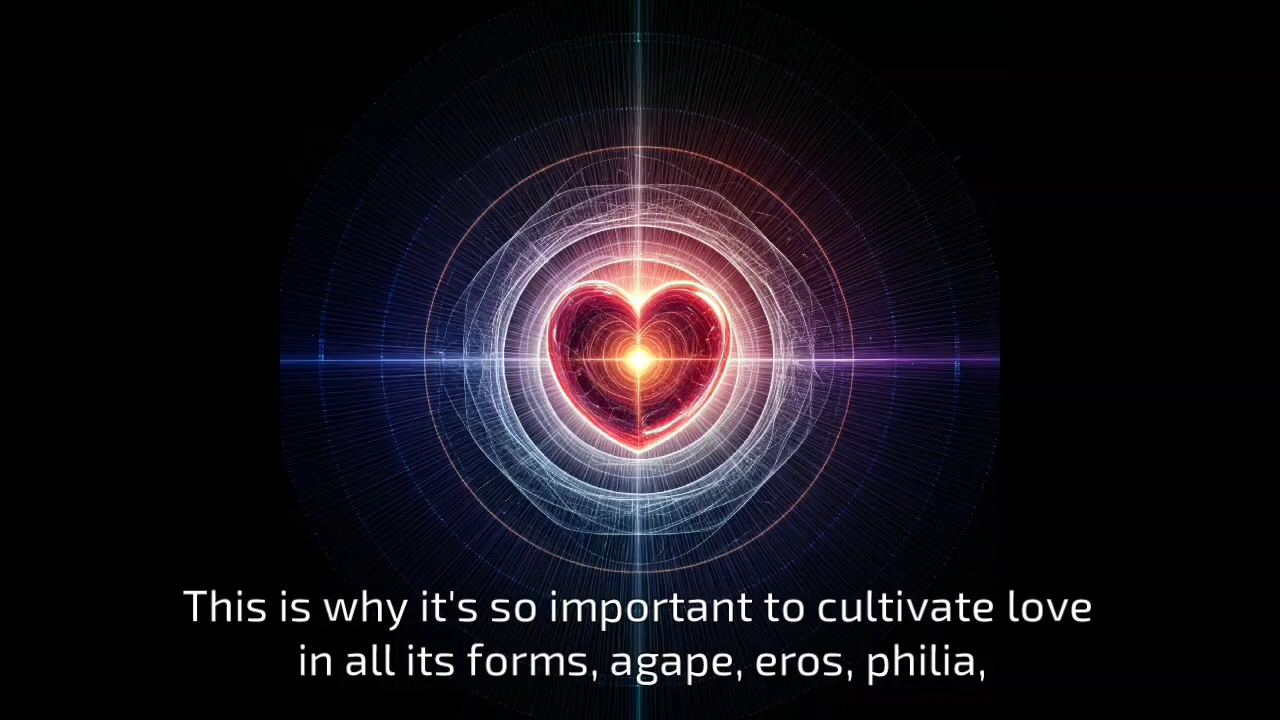 This is why it's so important to cultivate love
in all its forms, agape, eros, philia,